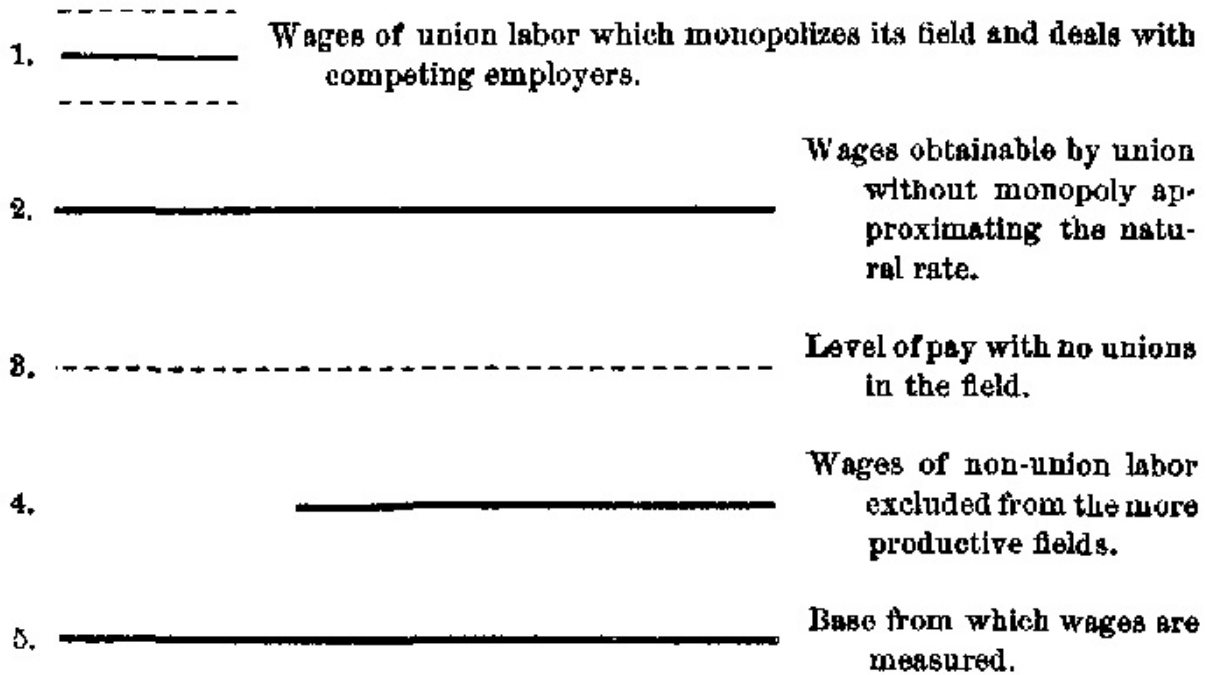 1. Wages of union labor which monopolizes its field and deals with
competing employers.
2. Wages obtainable by union
without monopoly ap-
proximating the natu-
ral rate.
3. Level of pay with no unions
in the field.
4. Wages of non-union labor
excluded from the more
productive fields.
5. Base from which wages are
measured.